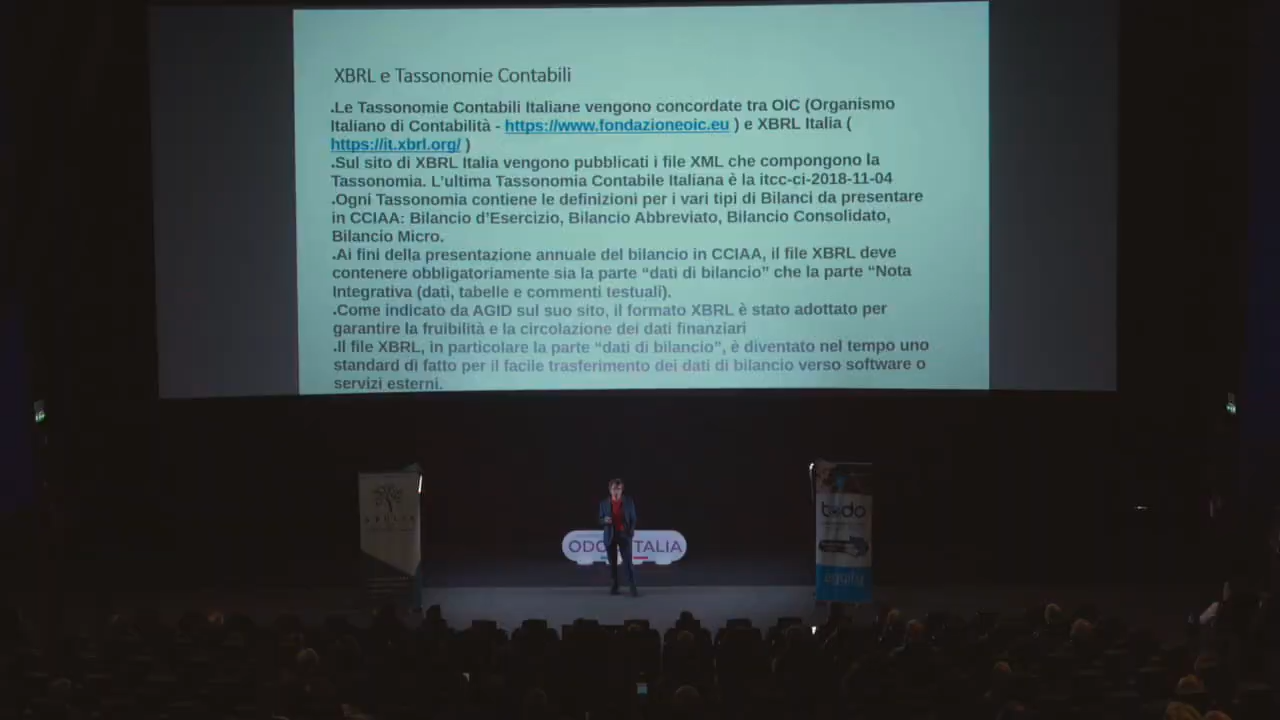 XBRL e Tassonomie Contabili
.Le Tassonomie Contabili Italiane vengono concordate tra OIC (Organismo
Italiano di Contabilità - https://www.fondazioneoic.eu ) e XBRL Italia (
https://it.xbrl.org/ )
.Sul sito di XBRL Italia vengono pubblicati i file XML che compongono la
Tassonomia. L'ultima Tassonomia Contabile Italiana è la itcc-ci-2018-11-04
.Ogni Tassonomia contiene le definizioni per i vari tipi di Bilanci da presentare
in CCIAA: Bilancio d'Esercizio, Bilancio Abbreviato, Bilancio Consolidato,
Bilancio Micro.
.Ai fini della presentazione annuale del bilancio in CCIAA, il file XBRL deve
contenere obbligatoriamente sia la parte “dati di bilancio” che la parte “Nota
Integrativa (dati, tabelle e commenti testuali).
.Come indicato da AGID sul suo sito, il formato XBRL è stato adottato per
garantire la fruibilità e la circolazione dei dati finanziari
.Il file XBRL, in particolare la parte “dati di bilancio”, è diventato nel tempo uno
standard di fatto per il facile trasferimento dei dati di bilancio verso software o
servizi esterni.
ODO TALIA